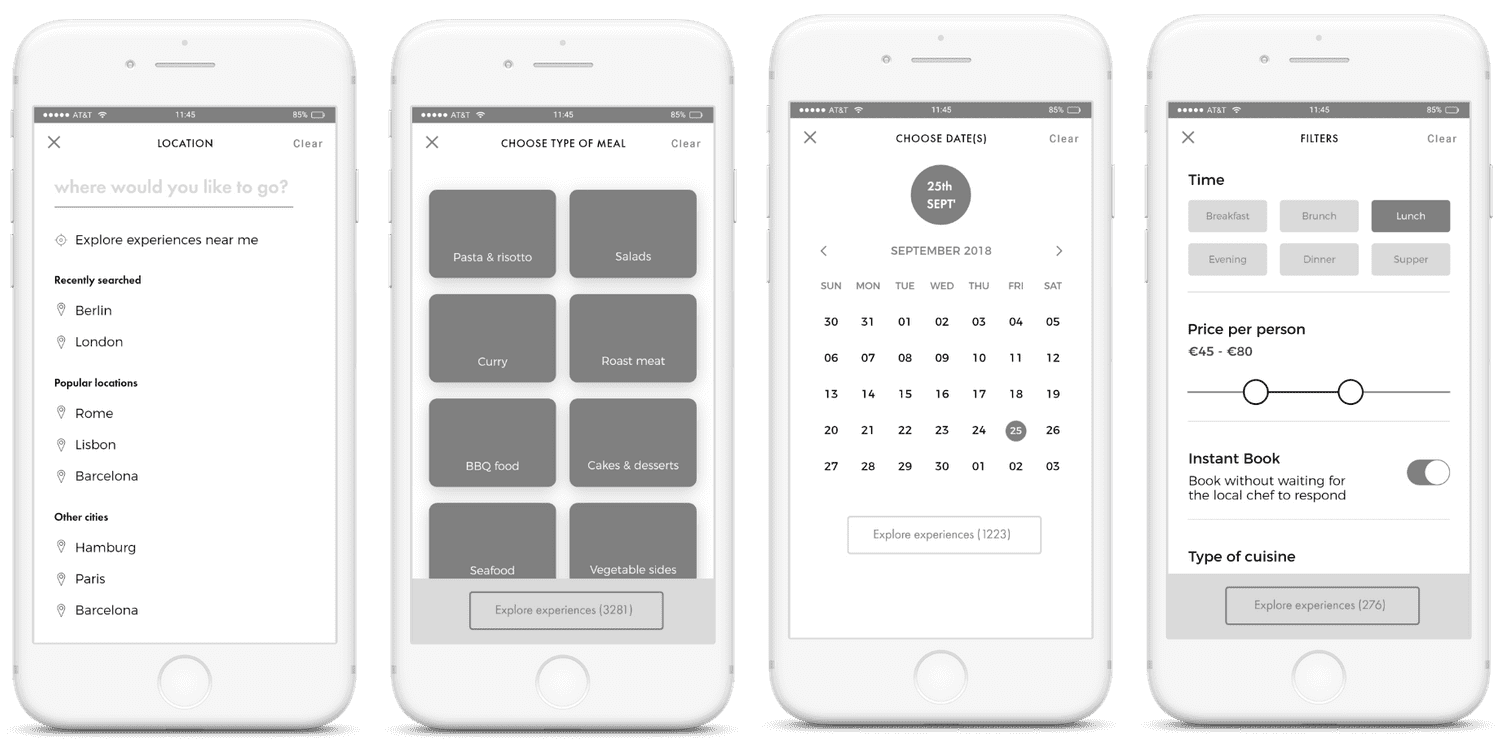 AT&T 11:45 85%
LOCATION Clear
where would you like to go?
Explore experiences near me
Recently searched
Berlin
London
Popular locations
Rome
Lisbon
Barcelona
Other cities
Hamburg
Paris
Barcelona
AT&T 11:45 85%
CHOOSE TYPE OF MEAL Clear
Pasta & risotto Salads
Curry Roast meat
BBQ food Cakes & desserts
Seafood Vegetable sides
Explore experiences (3281)
AT&T 11:45 85%
CHOOSE DATE(S) Clear
25th
SEPT'
SEPTEMBER 2018
SUN MON TUE WED THU FRI SAT
30 31 01 02 03 04 05
06 07 08 09 10 11 12
13 14 15 16 17 18 19
20 21 22 23 24 25 26
27 28 29 30 01 02 03
Explore experiences (1223)
AT&T 11:45 85%
FILTERS Clear
Time
Breakfast Brunch Lunch
Evening Dinner Supper
Price per person
€45 - €80
Instant Book
Book without waiting for
the local chef to respond
Type of cuisine
Explore experiences (276)